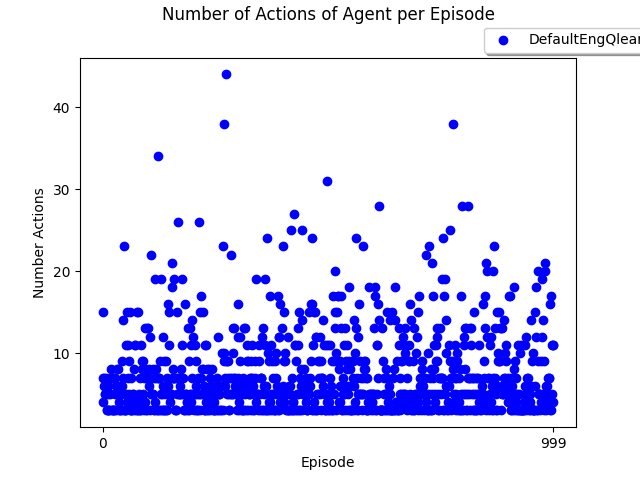 Number of Actions of Agent per Episode
DefaultEngQlear
40
30
20
10
Number Actions
0
999
Episode